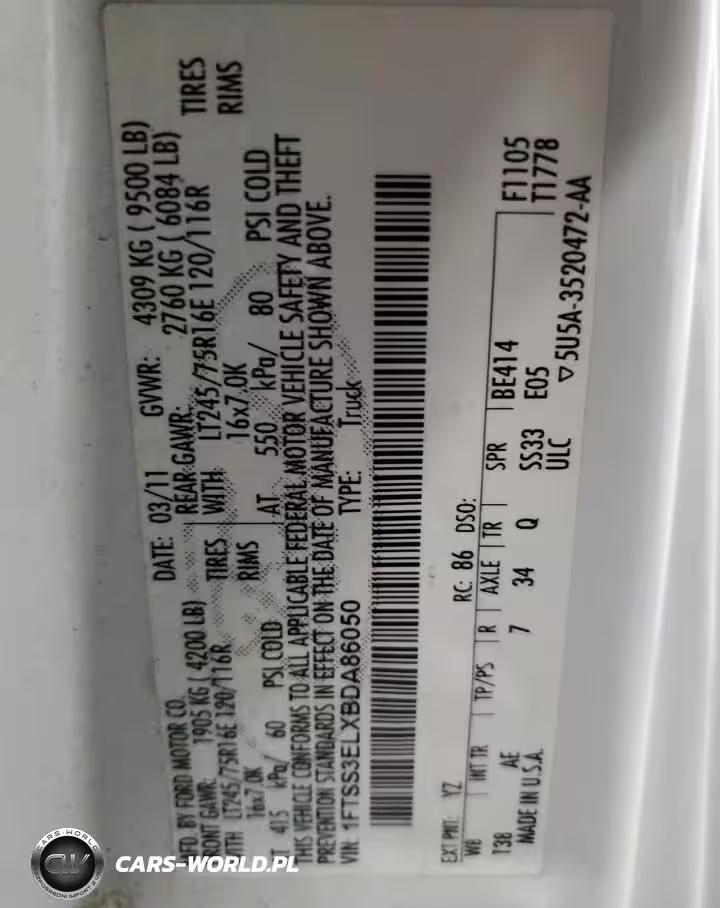 MFD. BY FORD MOTOR CO.
DATE: 03/11 GVWR: 4309 KG ( 9500 LB)
FRONT GAWR: 1905 KG ( 4200 LB) REAR GAWR: 2760 KG ( 6084 LB)
WITH LT245/75R16E 120/116R TIRES WITH LT245/75R16E 120/116R TIRES
16x7.0K RIMS 16x7.0K RIMS
AT 415 kPa/ 60 PSI COLD AT 550 kPa/ 80 PSI COLD
THIS VEHICLE CONFORMS TO ALL APPLICABLE FEDERAL MOTOR VEHICLE SAFETY AND THEFT
PREVENTION STANDARDS IN EFFECT ON THE DATE OF MANUFACTURE SHOWN ABOVE.
VIN: 1FTSS3ELXBDA86050 TYPE: Truck
EXT PNT: YZ RC: 86 DSO:
WB INT TR TP/PS R AXLE TR SPR BE414 F1105
138 AE 7 34 Q SS33 E05 T1778
MADE IN U.S.A. ULC
▽5U5A-3520472-AA
CARS-WORLD
CW
CARS-WORLD.PL